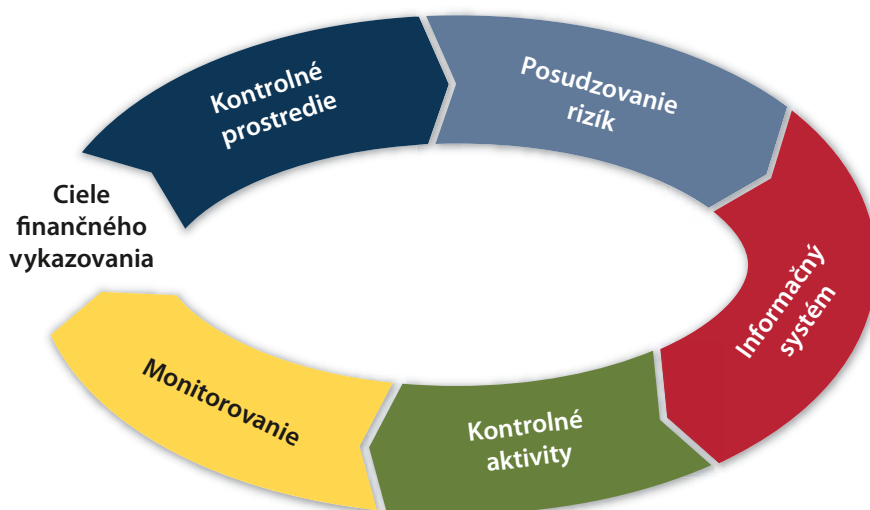 Kontrolné
prostredie
Posudzovanie
rizík
Informačný
systém
Kontrolné
aktivity
Monitorovanie
Ciele
finančného
vykazovania